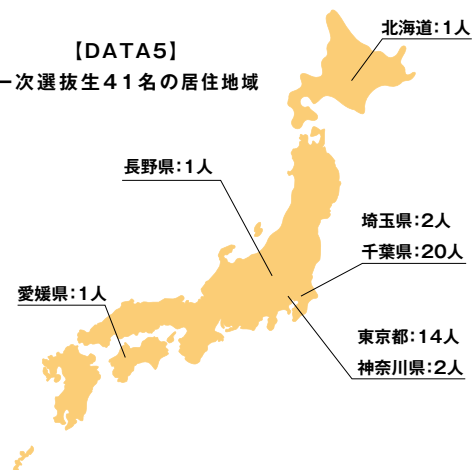 【DATA5】
一次選抜生41名の居住地域
北海道：1人
長野県：1人
埼玉県：2人
千葉県：20人
愛媛県：1人
東京都：14人
神奈川県：2人